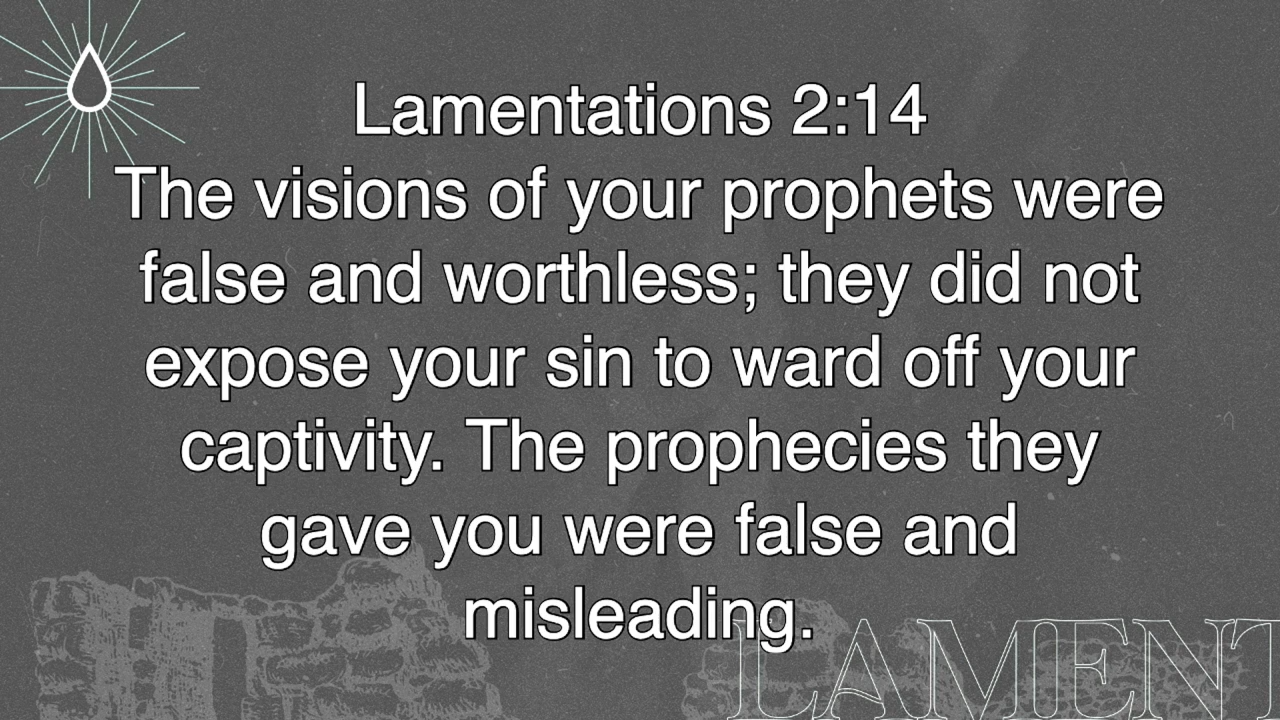 Lamentations 2:14
The visions of your prophets were
false and worthless; they did not
expose your sin to ward off your
captivity. The prophecies they
gave you were false and
misleading.
LAMENT